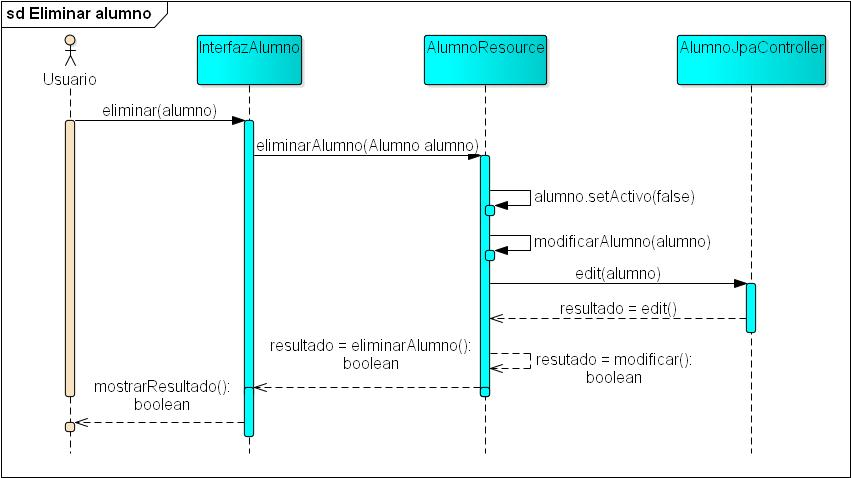 sd Eliminar alumno
Usuario
InterfazAlumno
AlumnoResource
AlumnoJpaController
eliminar(alumno)
eliminarAlumno(Alumno alumno)
alumno.setActivo(false)
modificarAlumno(alumno)
edit(alumno)
resultado = edit()
resultado = eliminarAlumno():
boolean
resutado = modificar():
boolean
mostrarResultado():
boolean